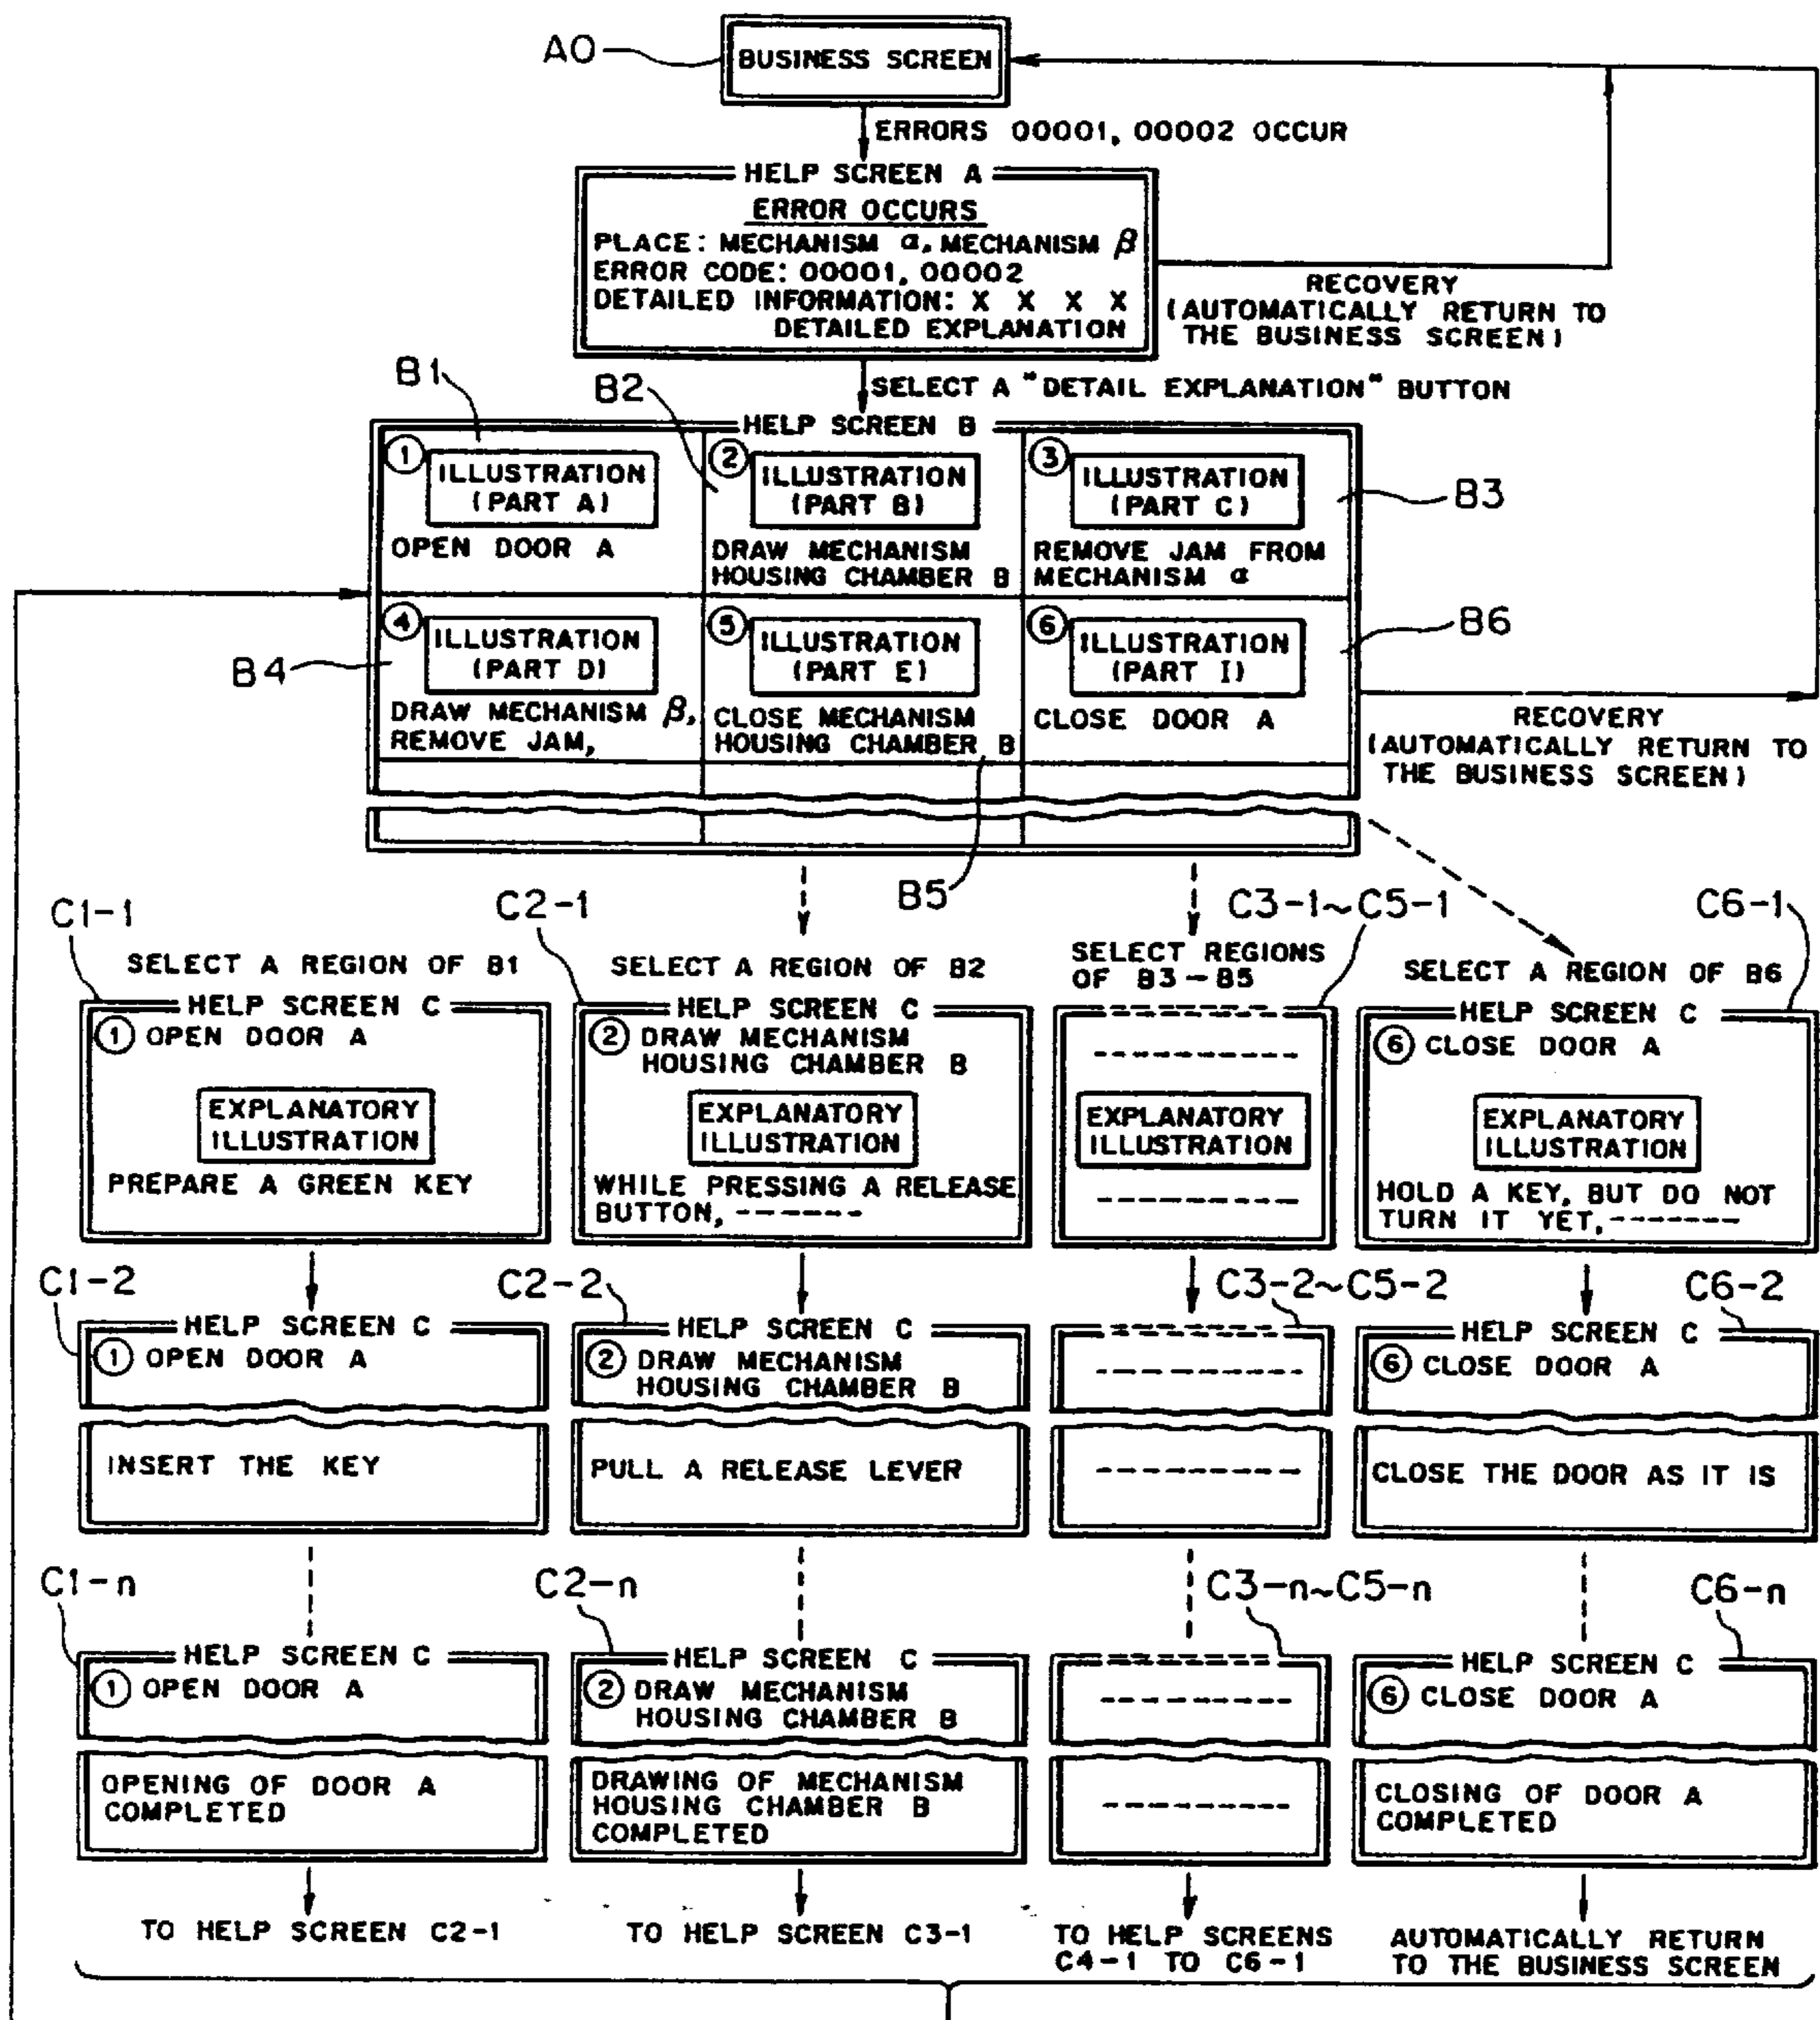 A0
BUSINESS SCREEN
ERRORS 00001, 00002 OCCUR
HELP SCREEN A
ERROR OCCURS
PLACE: MECHANISM α, MECHANISM β
ERROR CODE: 00001, 00002
DETAILED INFORMATION: X X X X
DETAILED EXPLANATION
RECOVERY
(AUTOMATICALLY RETURN TO
THE BUSINESS SCREEN)
SELECT A "DETAIL EXPLANATION" BUTTON
B1
B2
HELP SCREEN B
①
ILLUSTRATION
(PART A)
OPEN DOOR A
②
ILLUSTRATION
(PART B)
DRAW MECHANISM
HOUSING CHAMBER B
③
ILLUSTRATION
(PART C)
REMOVE JAM FROM
MECHANISM α
B3
④
ILLUSTRATION
(PART D)
DRAW MECHANISM β,
REMOVE JAM,
B4
⑤
ILLUSTRATION
(PART E)
CLOSE MECHANISM
HOUSING CHAMBER B
B5
⑥
ILLUSTRATION
(PART I)
CLOSE DOOR A
B6
RECOVERY
(AUTOMATICALLY RETURN TO
THE BUSINESS SCREEN)
C1-1
SELECT A REGION OF B1
HELP SCREEN C
① OPEN DOOR A
EXPLANATORY
ILLUSTRATION
PREPARE A GREEN KEY
C2-1
SELECT A REGION OF B2
HELP SCREEN C
② DRAW MECHANISM
HOUSING CHAMBER B
EXPLANATORY
ILLUSTRATION
WHILE PRESSING A RELEASE
BUTTON, -------
C3-1~C5-1
SELECT REGIONS
OF B3-B5
EXPLANATORY
ILLUSTRATION
C6-1
SELECT A REGION OF B6
HELP SCREEN C
⑥ CLOSE DOOR A
EXPLANATORY
ILLUSTRATION
HOLD A KEY, BUT DO NOT
TURN IT YET, -------
C1-2
HELP SCREEN C
① OPEN DOOR A
INSERT THE KEY
C2-2
HELP SCREEN C
② DRAW MECHANISM
HOUSING CHAMBER B
PULL A RELEASE LEVER
C3-2~C5-2
C6-2
HELP SCREEN C
⑥ CLOSE DOOR A
CLOSE THE DOOR AS IT IS
C1-n
HELP SCREEN C
① OPEN DOOR A
OPENING OF DOOR A
COMPLETED
TO HELP SCREEN C2-1
C2-n
HELP SCREEN C
② DRAW MECHANISM
HOUSING CHAMBER B
DRAWING OF MECHANISM
HOUSING CHAMBER B
COMPLETED
TO HELP SCREEN C3-1
C3-n~C5-n
TO HELP SCREENS
C4-1 TO C6-1
C6-n
HELP SCREEN C
⑥ CLOSE DOOR A
CLOSING OF DOOR A
COMPLETED
AUTOMATICALLY RETURN
TO THE BUSINESS SCREEN